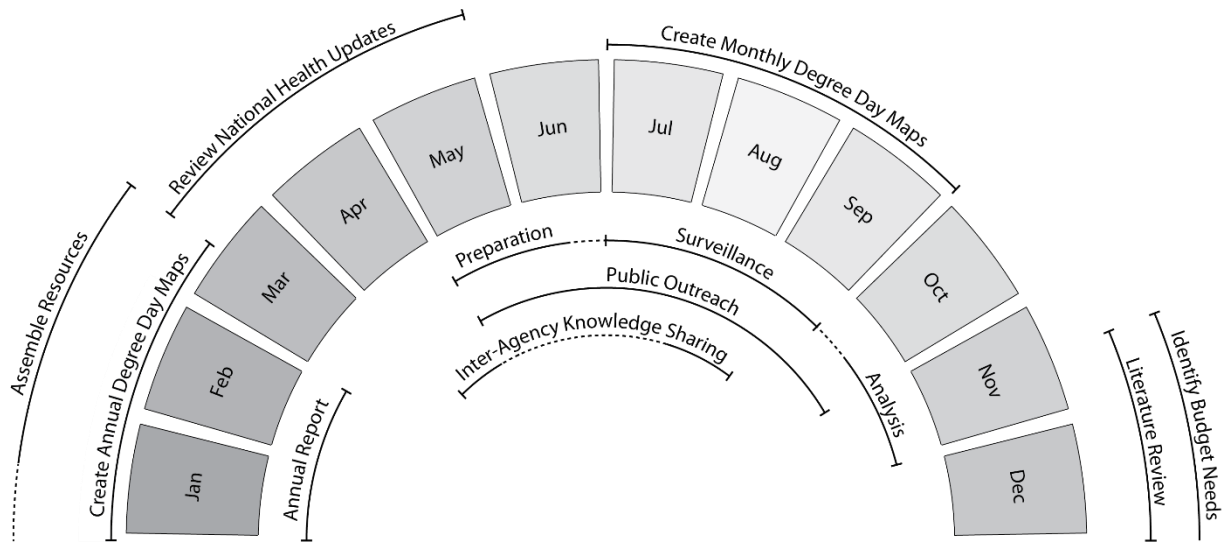 Create Monthly Degree Day Maps
Review National Health Updates
Assemble Resources
Create Annual Degree Day Maps
Jan
Feb
Mar
Apr
May
Jun
Jul
Aug
Sep
Oct
Nov
Dec
Preparation
Surveillance
Public Outreach
Inter-Agency Knowledge Sharing
Analysis
Annual Report
Literature Review
Identify Budget Needs